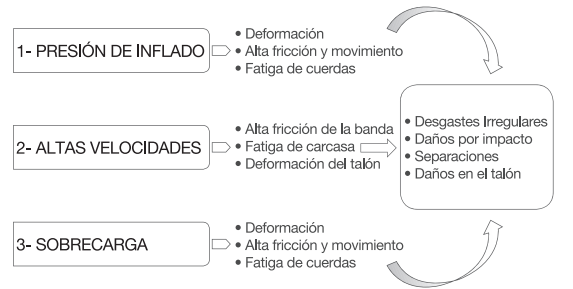 1- PRESIÓN DE INFLADO
• Deformación
• Alta fricción y movimiento
• Fatiga de cuerdas
2- ALTAS VELOCIDADES
• Alta fricción de la banda
• Fatiga de carcasa
• Deformación del talón
3- SOBRECARGA
• Deformación
• Alta fricción y movimiento
• Fatiga de cuerdas
• Desgastes Irregulares
• Daños por impacto
• Separaciones
• Daños en el talón